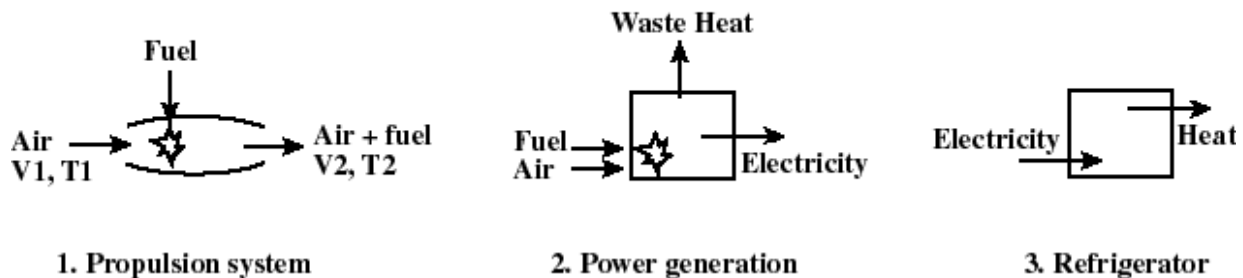 Fuel
Air
V1, T1
Air + fuel
V2, T2
1. Propulsion system
Waste Heat
Fuel
Air
Electricity
2. Power generation
Electricity
Heat
3. Refrigerator